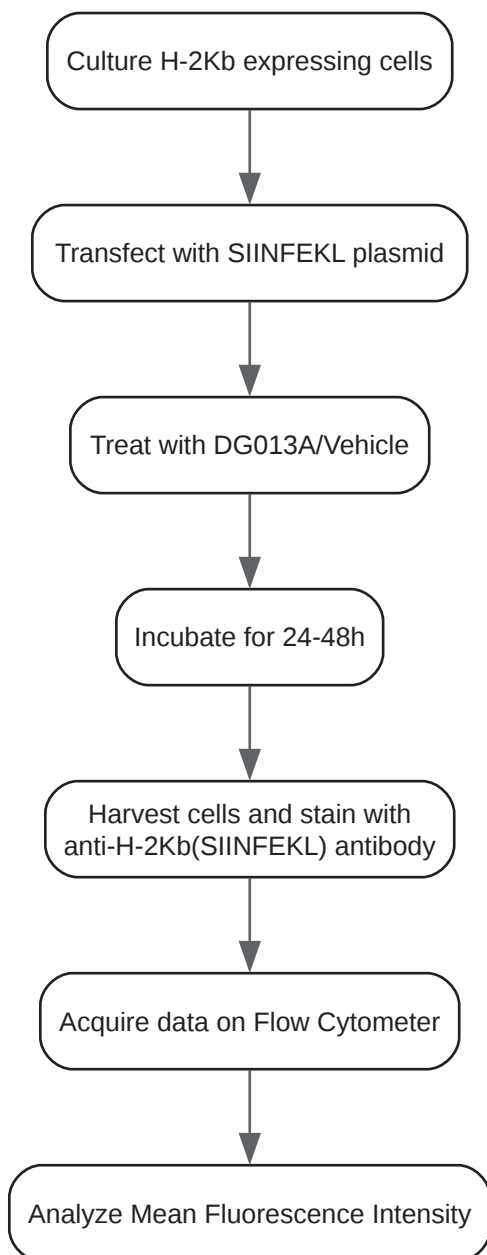 Culture H-2Kb expressing cells
Transfect with SIINFEKL plasmid
Treat with DG013A/Vehicle
Incubate for 24-48h
Harvest cells and stain with
anti-H-2Kb(SIINFEKL) antibody
Acquire data on Flow Cytometer
Analyze Mean Fluorescence Intensity